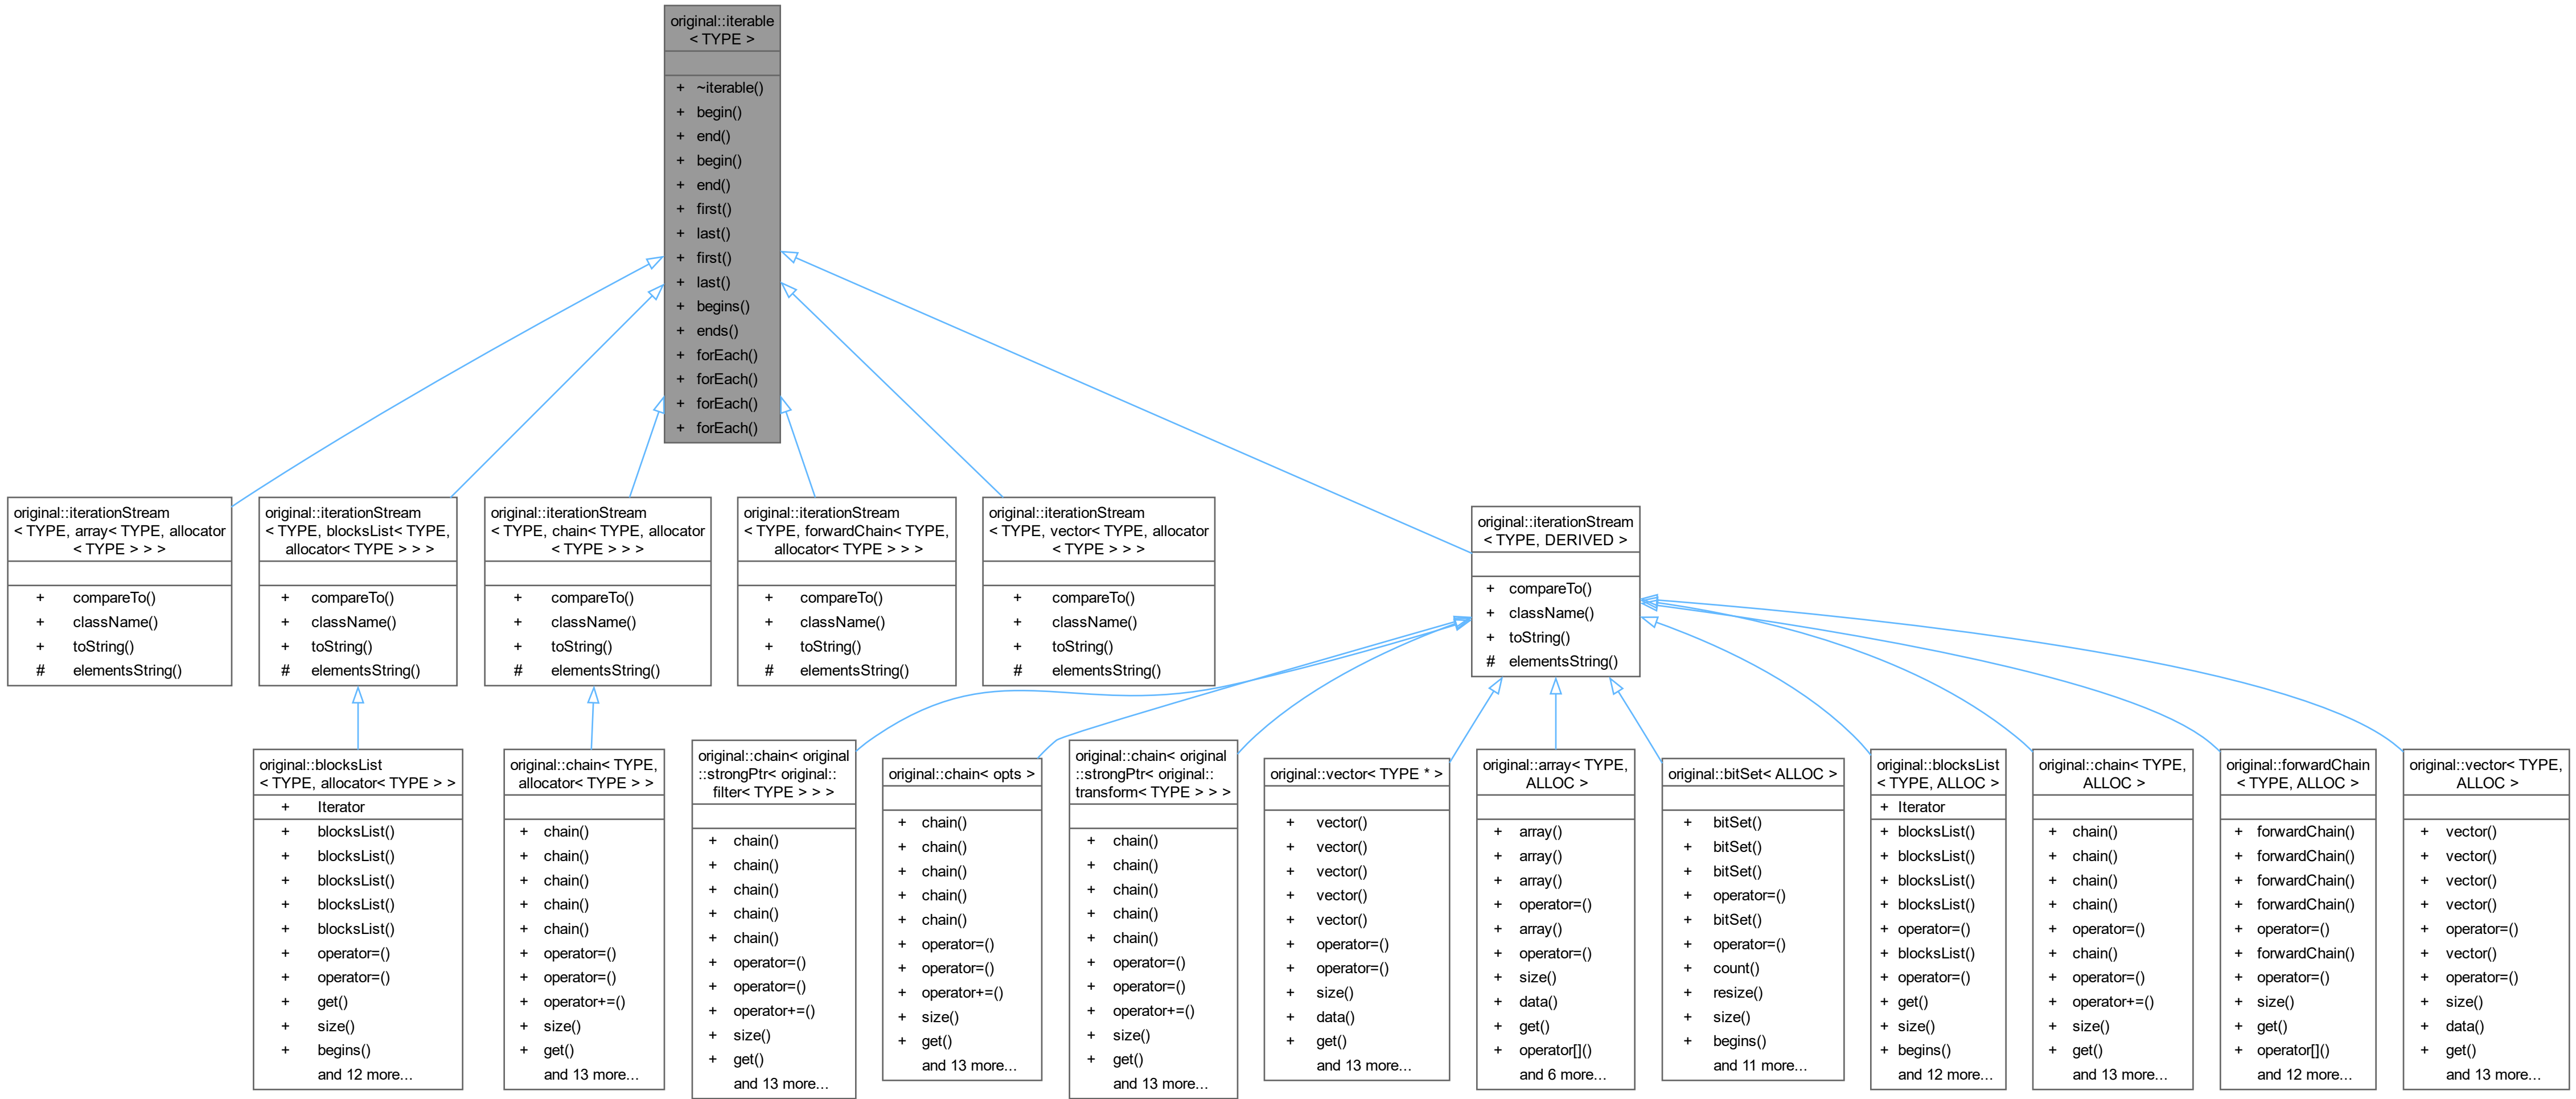 original::iterable
< TYPE >
+ ~iterable()
+ begin()
+ end()
+ begin()
+ end()
+ first()
+ last()
+ first()
+ last()
+ begins()
+ ends()
+ forEach()
+ forEach()
+ forEach()
+ forEach()
original::iterationStream
< TYPE, array< TYPE, allocator
< TYPE > > >
+ compareTo()
+ className()
+ toString()
# elementsString()
original::iterationStream
< TYPE, blocksList< TYPE,
allocator< TYPE > > >
+ compareTo()
+ className()
+ toString()
# elementsString()
original::iterationStream
< TYPE, chain< TYPE, allocator
< TYPE > > >
+ compareTo()
+ className()
+ toString()
# elementsString()
original::iterationStream
< TYPE, forwardChain< TYPE,
allocator< TYPE > > >
+ compareTo()
+ className()
+ toString()
# elementsString()
original::iterationStream
< TYPE, vector< TYPE, allocator
< TYPE > > >
+ compareTo()
+ className()
+ toString()
# elementsString()
original::iterationStream
< TYPE, DERIVED >
+ compareTo()
+ className()
+ toString()
# elementsString()
original::blocksList
< TYPE, allocator< TYPE > >
+ Iterator
+ blocksList()
+ blocksList()
+ blocksList()
+ blocksList()
+ blocksList()
+ operator=()
+ operator=()
+ get()
+ size()
+ begins()
and 12 more...
original::chain< TYPE,
allocator< TYPE > >
+ chain()
+ chain()
+ chain()
+ chain()
+ chain()
+ operator=()
+ operator=()
+ operator+=()
+ size()
+ get()
and 13 more...
original::chain< original
::strongPtr< original::
filter< TYPE > > >
+ chain()
+ chain()
+ chain()
+ chain()
+ chain()
+ operator=()
+ operator=()
+ operator+=()
+ size()
+ get()
and 13 more...
original::chain< opts >
+ chain()
+ chain()
+ chain()
+ chain()
+ chain()
+ operator=()
+ operator=()
+ operator+=()
+ size()
+ get()
and 13 more...
original::chain< original
::strongPtr< original::
transform< TYPE > > >
+ chain()
+ chain()
+ chain()
+ chain()
+ chain()
+ operator=()
+ operator=()
+ operator+=()
+ size()
+ get()
and 13 more...
original::vector< TYPE * >
+ vector()
+ vector()
+ vector()
+ vector()
+ vector()
+ operator=()
+ operator=()
+ size()
+ data()
+ get()
and 13 more...
original::array< TYPE,
ALLOC >
+ array()
+ array()
+ array()
+ operator=()
+ array()
+ operator=()
+ size()
+ data()
+ get()
+ operator[]()
and 6 more...
original::bitSet< ALLOC >
+ bitSet()
+ bitSet()
+ bitSet()
+ operator=()
+ bitSet()
+ operator=()
+ count()
+ resize()
+ size()
+ begins()
and 11 more...
original::blocksList
< TYPE, ALLOC >
+ Iterator
+ blocksList()
+ blocksList()
+ blocksList()
+ blocksList()
+ operator=()
+ blocksList()
+ operator=()
+ get()
+ size()
+ begins()
and 12 more...
original::chain< TYPE,
ALLOC >
+ chain()
+ chain()
+ chain()
+ chain()
+ operator=()
+ chain()
+ operator=()
+ operator+=()
+ size()
+ get()
and 13 more...
original::forwardChain
< TYPE, ALLOC >
+ forwardChain()
+ forwardChain()
+ forwardChain()
+ forwardChain()
+ operator=()
+ forwardChain()
+ operator=()
+ size()
+ get()
+ operator[]()
and 12 more...
original::vector< TYPE,
ALLOC >
+ vector()
+ vector()
+ vector()
+ vector()
+ operator=()
+ vector()
+ operator=()
+ size()
+ data()
+ get()
and 13 more...